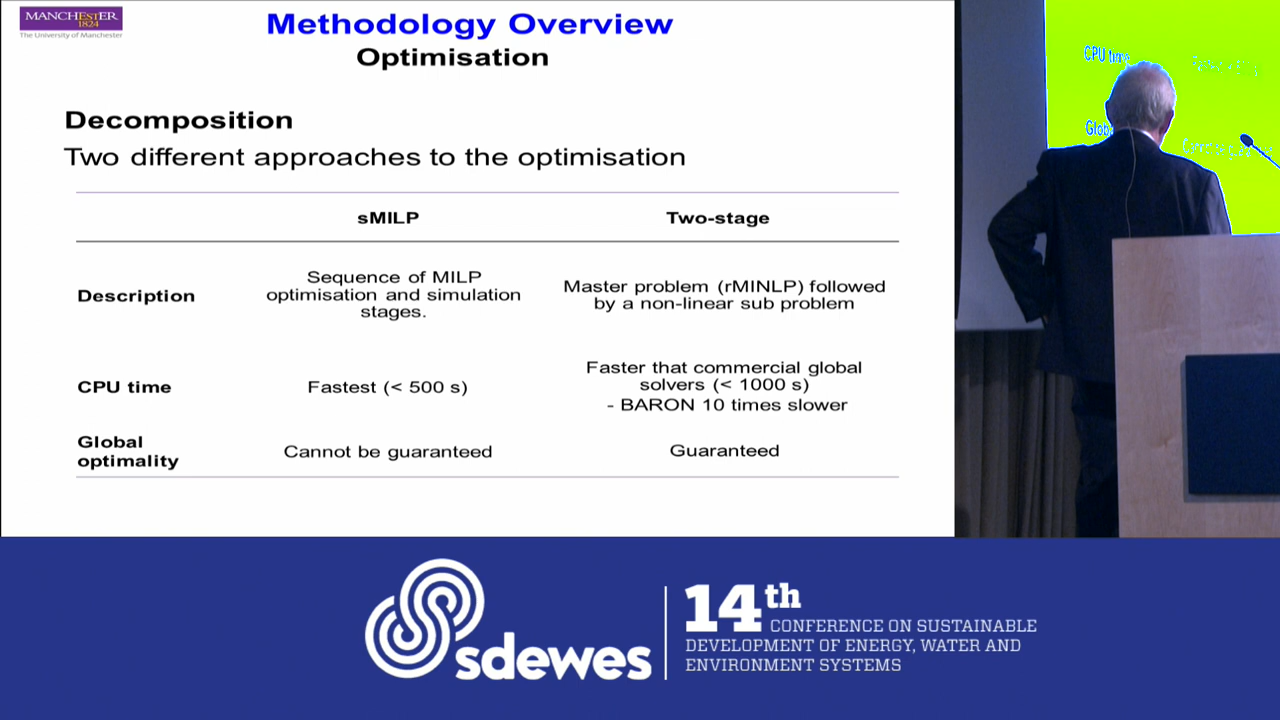 MANCHESTER
1824
The University of Manchester
Methodology Overview
Optimisation
Decomposition
Two different approaches to the optimisation
sMILP
Two-stage
Description
Sequence of MILP
optimisation and simulation
stages.
Master problem (rMINLP) followed
by a non-linear sub problem
CPU time
Fastest (< 500 s)
Faster that commercial global
solvers (< 1000 s)
- BARON 10 times slower
Global
optimality
Cannot be guaranteed
Guaranteed
CPU time
sdewes
14th
CONFERENCE ON SUSTAINABLE
DEVELOPMENT OF ENERGY, WATER AND
ENVIRONMENT SYSTEMS